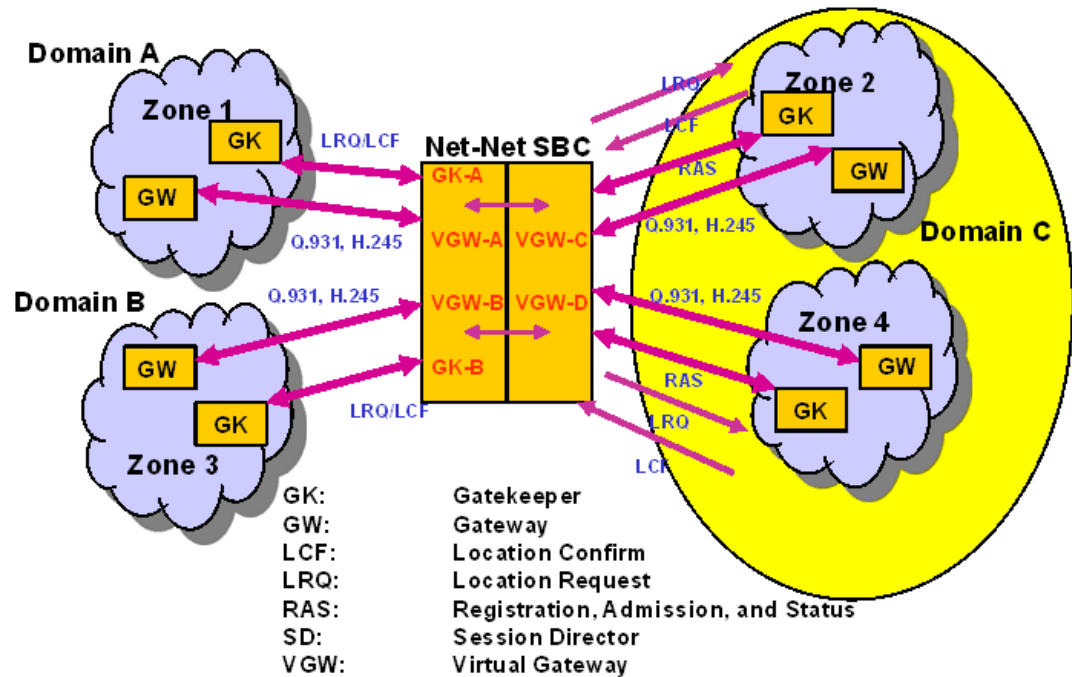 Domain A
Zone 1
GK
GW
LRQ/LCF
Q.931, H.245
Domain B
Q.931, H.245
GW
GK
Zone 3
LRQ/LCF
Net-Net SBC
GK-A
VGW-A
VGW-C
VGW-B
VGW-D
GK-B
LRQ
LCF
Zone 2
GK
RAS
GW
Q.931, H.245
Domain C
Q.931, H.245
Zone 4
GW
RAS
GK
LRQ
LCF
GK: Gatekeeper
GW: Gateway
LCF: Location Confirm
LRQ: Location Request
RAS: Registration, Admission, and Status
SD: Session Director
VGW: Virtual Gateway